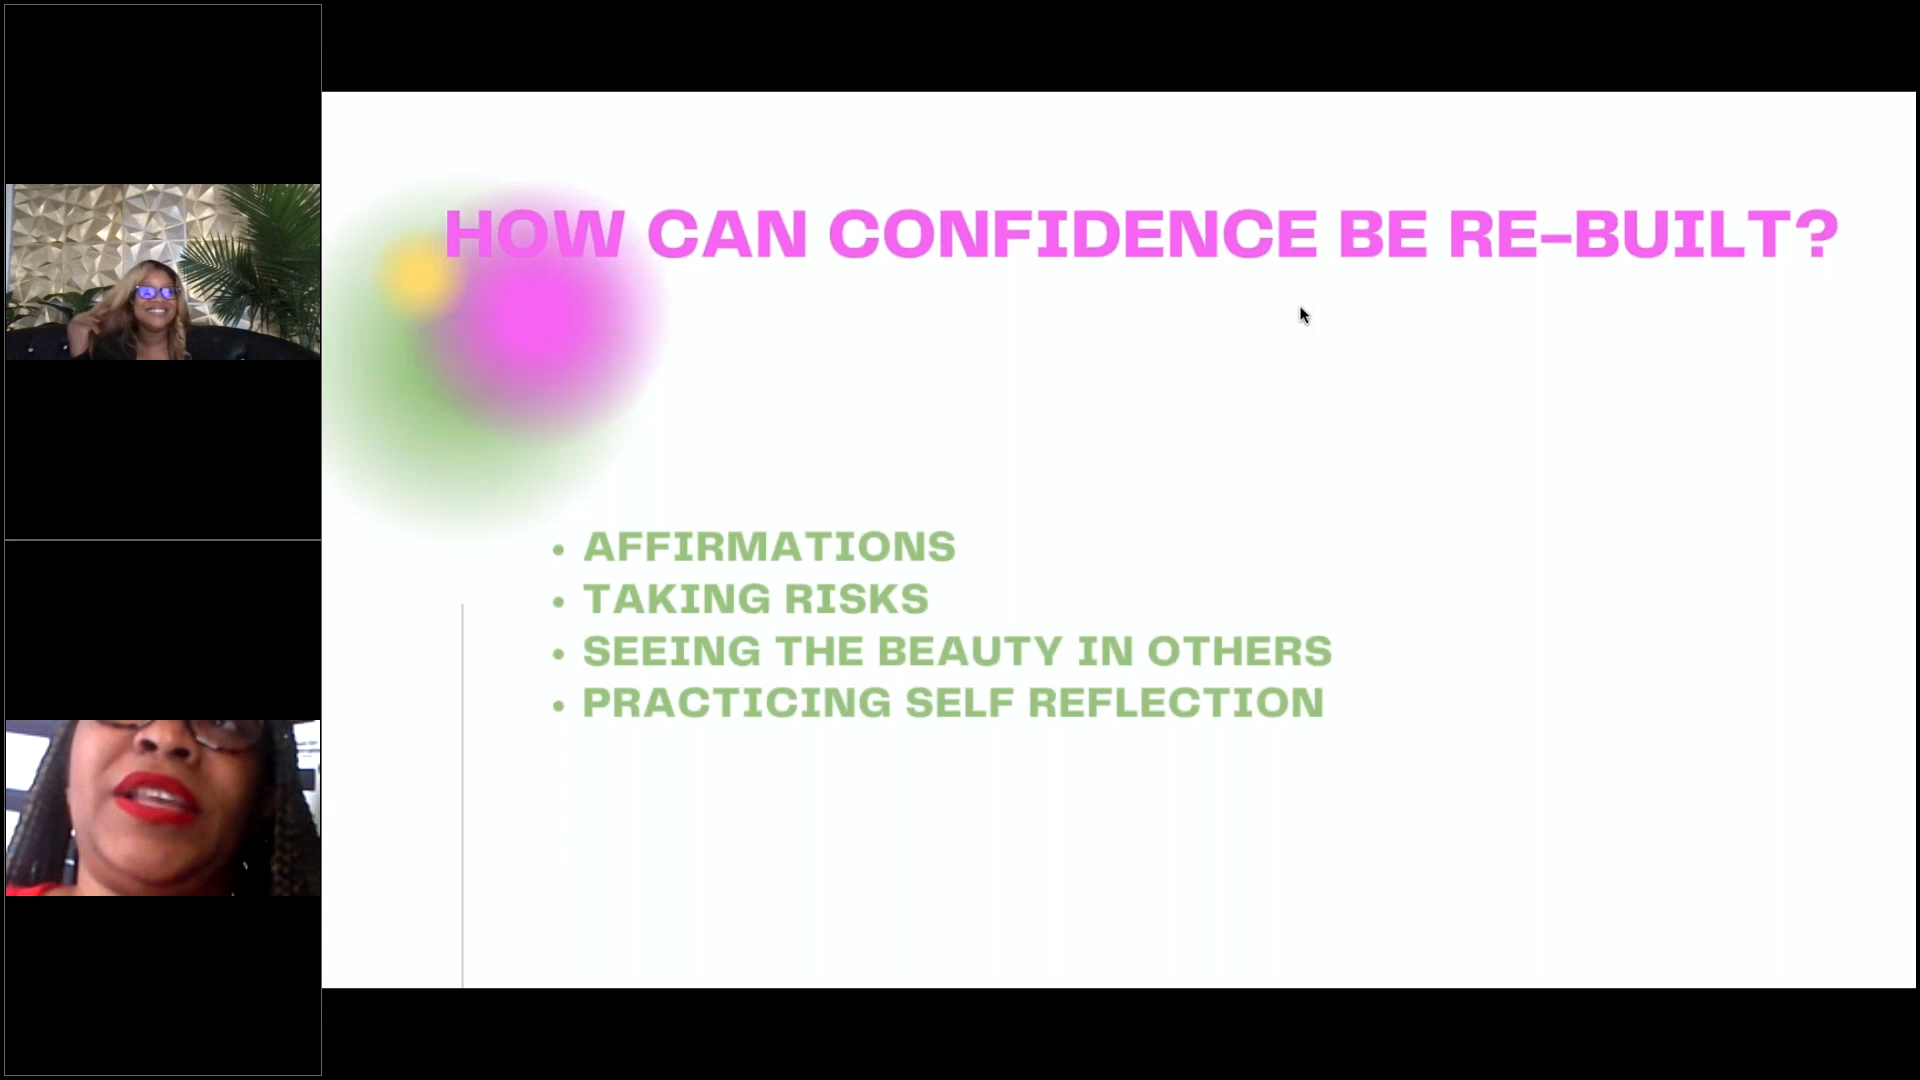 HOW CAN CONFIDENCE BE RE-BUILT?
• AFFIRMATIONS
• TAKING RISKS
• SEEING THE BEAUTY IN OTHERS
• PRACTICING SELF REFLECTION